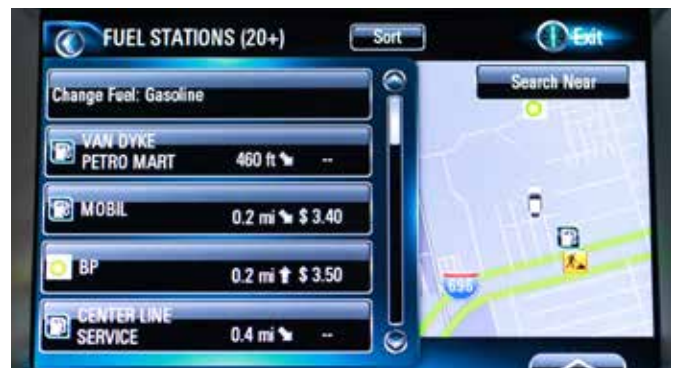 FUEL STATIONS (20+)
Sort
Exit
Change Fuel: Gasoline
Search Near
VAN DYKE
PETRO MART 460 ft --
MOBIL 0.2 mi $ 3.40
BP 0.2 mi $ 3.50
CENTER LINE
SERVICE 0.4 mi --
696